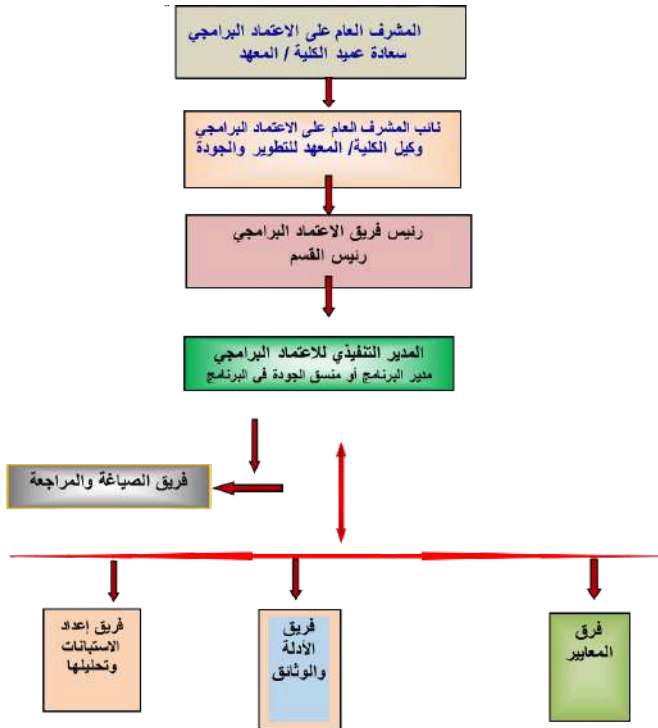 المشرف العام على الاعتماد البرامجي
سعادة عميد الكلية / المعهد
نائب المشرف العام على الاعتماد البرامجي
وكيل الكلية/ المعهد للتطوير والجودة
رئيس فريق الاعتماد البرامجي
رئيس القسم
المدير التنفيذي للاعتماد البرامجي
مدير البرنامج أو منسق الجودة فى البرنامج
فريق الصياغة والمراجعة
فرق
المعايير
فريق
الأدلة
والوثائق
فريق إعداد
الاستبانات
وتحليلها